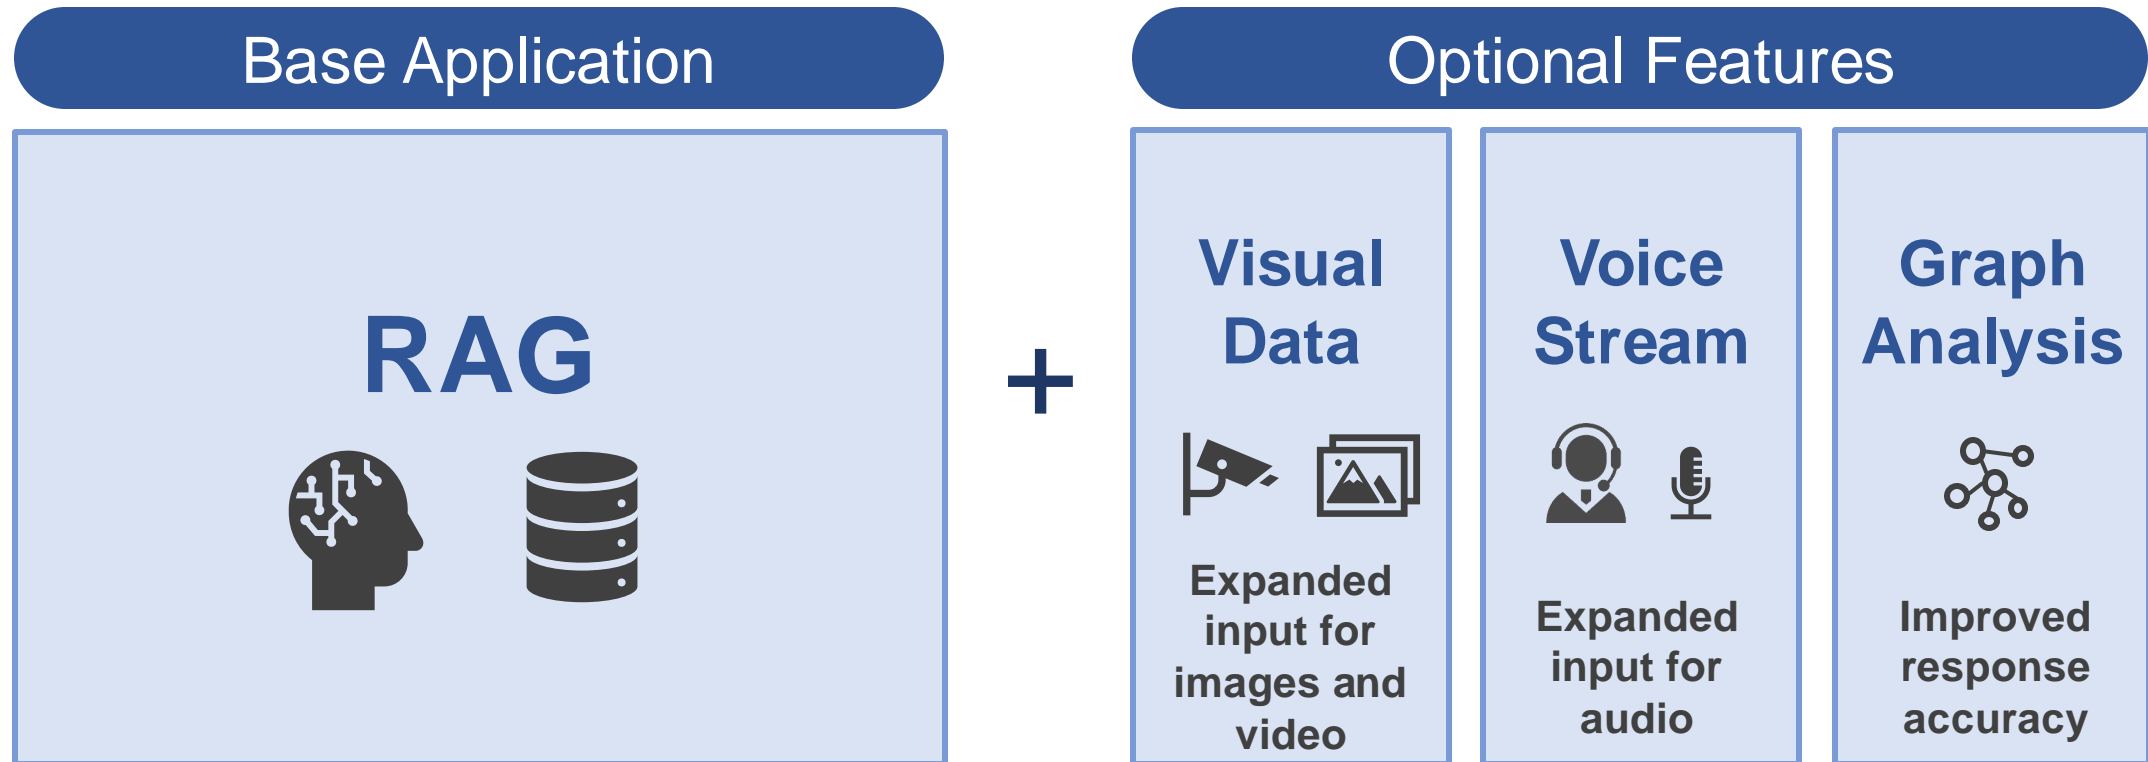 Base Application
Optional Features
RAG
+
Visual
Data
Expanded
input for
images and
video
Voice
Stream
Expanded
input for
audio
Graph
Analysis
Improved
response
accuracy